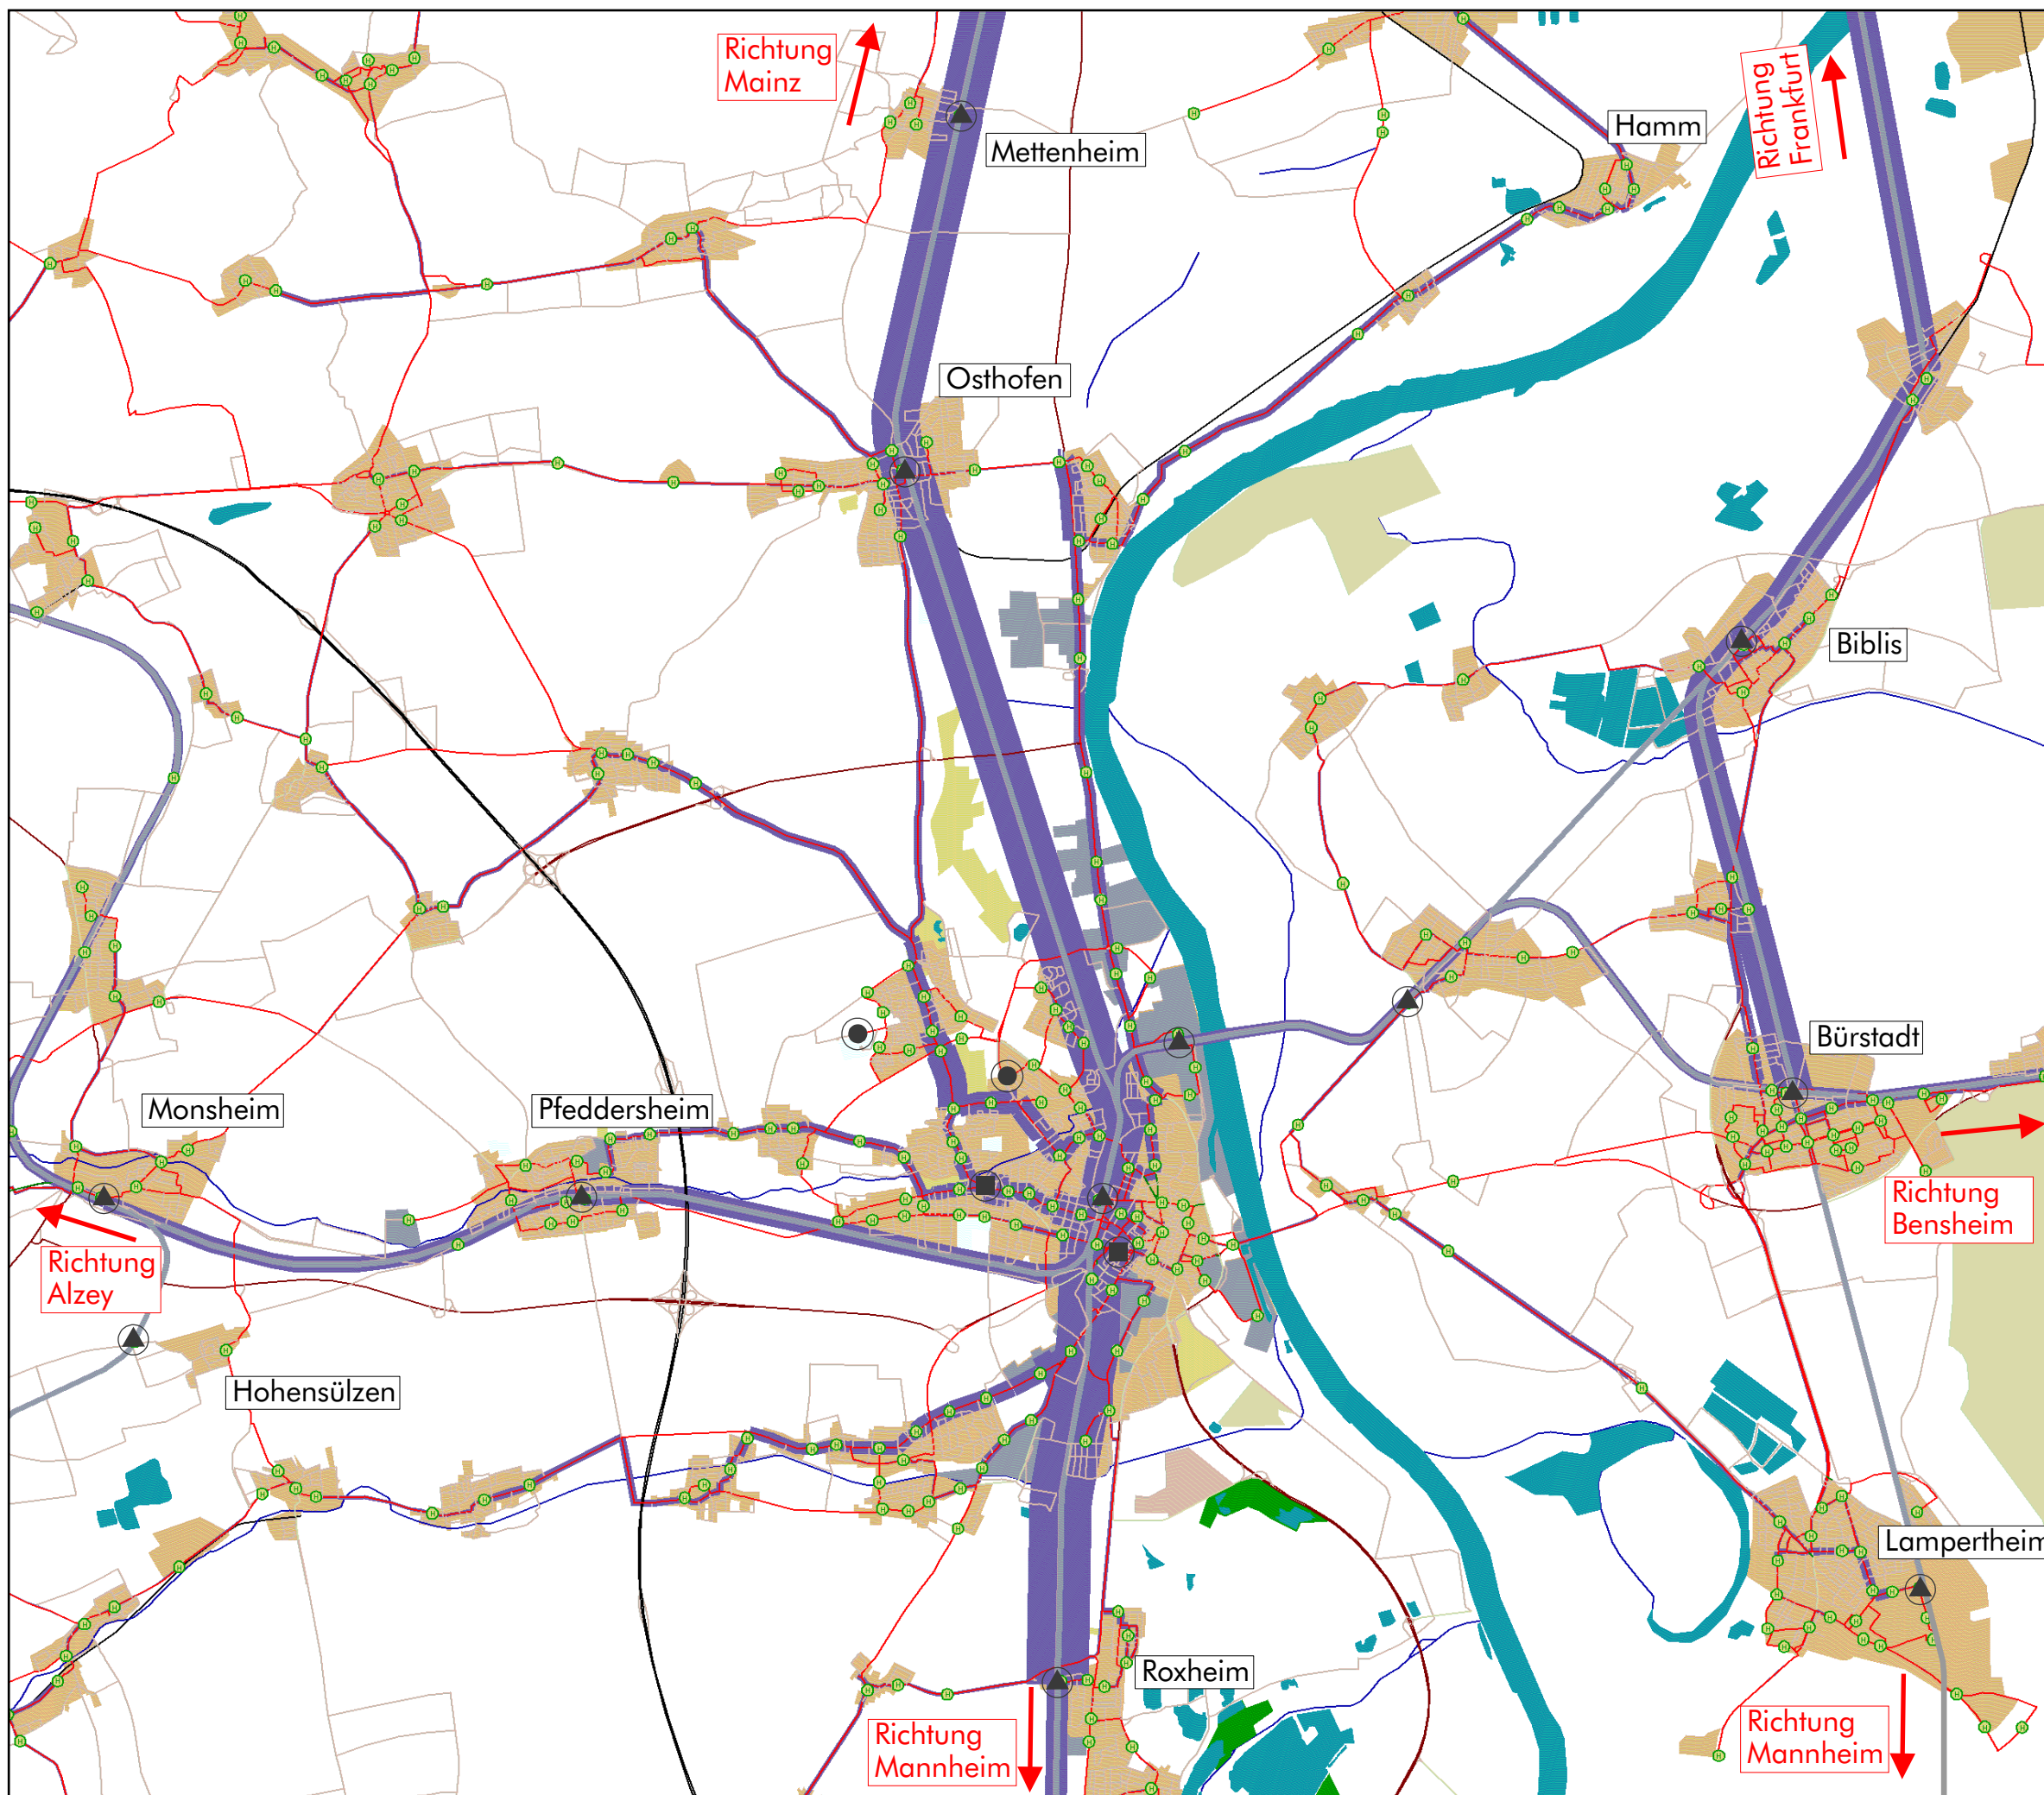 Richtung
Mainz
Mettenheim
Hamm
Richtung
Frankfurt
Osthofen
Biblis
Bürstadt
Monsheim
Pfeddersheim
Richtung
Bensheim
Richtung
Alzey
Hohensülzen
Lampertheim
Roxheim
Richtung
Mannheim
Richtung
Mannheim